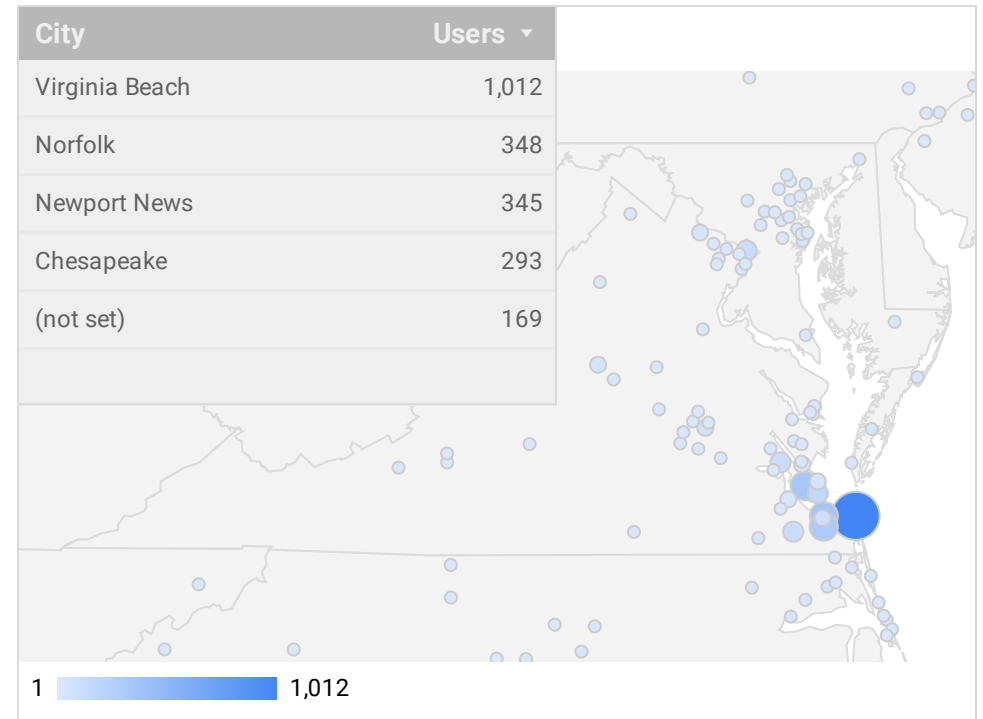 City Users
Virginia Beach 1,012
Norfolk 348
Newport News 345
Chesapeake 293
(not set) 169
1 1,012